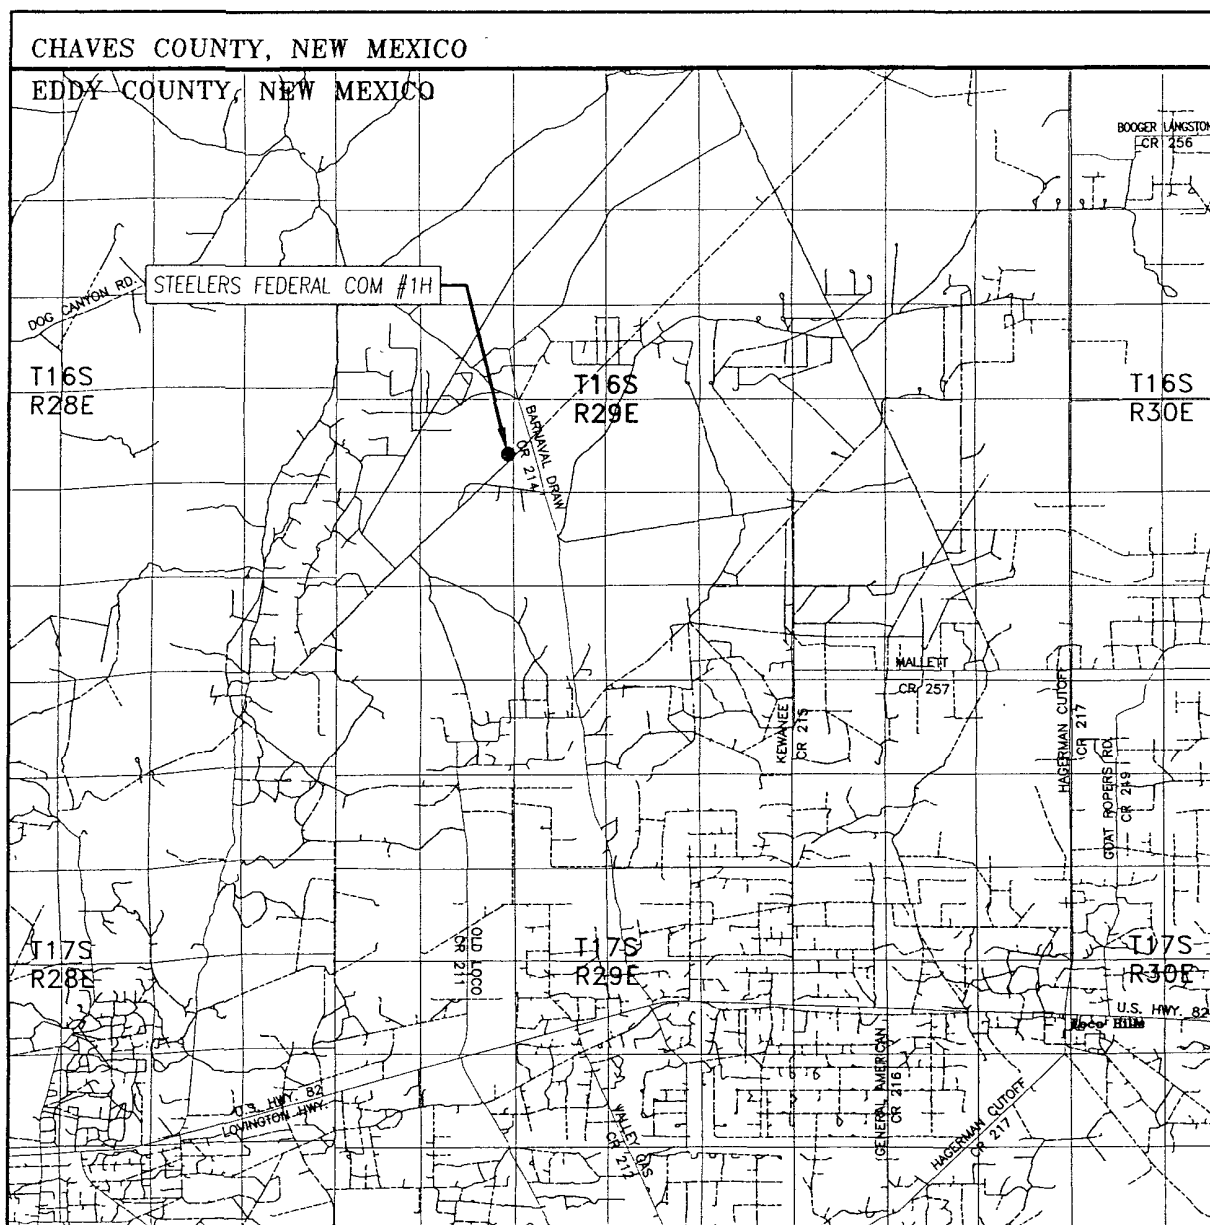 CHAVES COUNTY, NEW MEXICO
EDDY COUNTY, NEW MEXICO
BOOGER LANGSTON
CR 256
STEELERS FEDERAL COM #1H
DOG CANYON RD.
T16S
R28E
T16S
R29E
T16S
R30E
BARNAVAL DRAW
CR 214
MALLETT
CR 257
KEWANEE
CR 215
HAGERMAN CUTOFF
CR 217
GOAT ROPERS RD.
CR 249
OLD LOCO
CR 211
T17S
R28E
T17S
R29E
T17S
R30E
U.S. HWY. 82
Loco Hills
U.S. HWY. 82
LOVINGTON HWY.
VALLEY GAS
CR 212
GENERAL AMERICAN
CR 216
HAGERMAN CUTOFF
CR 217